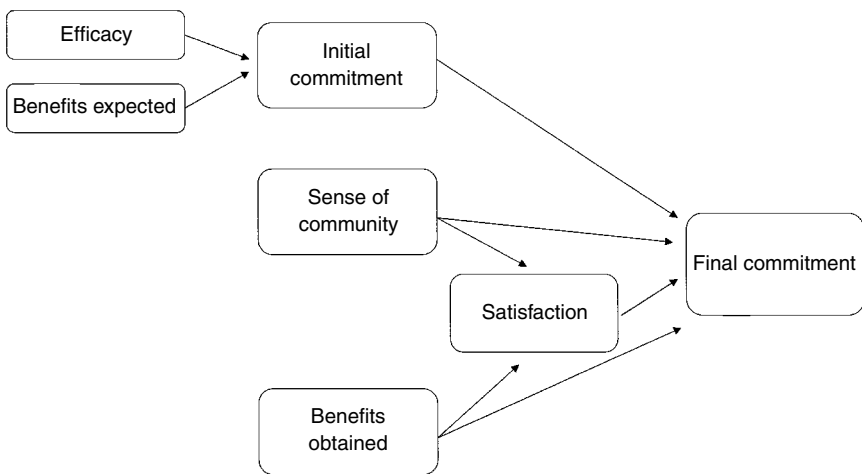 Efficacy
Benefits expected
Initial
commitment
Sense of
community
Final commitment
Satisfaction
Benefits
obtained